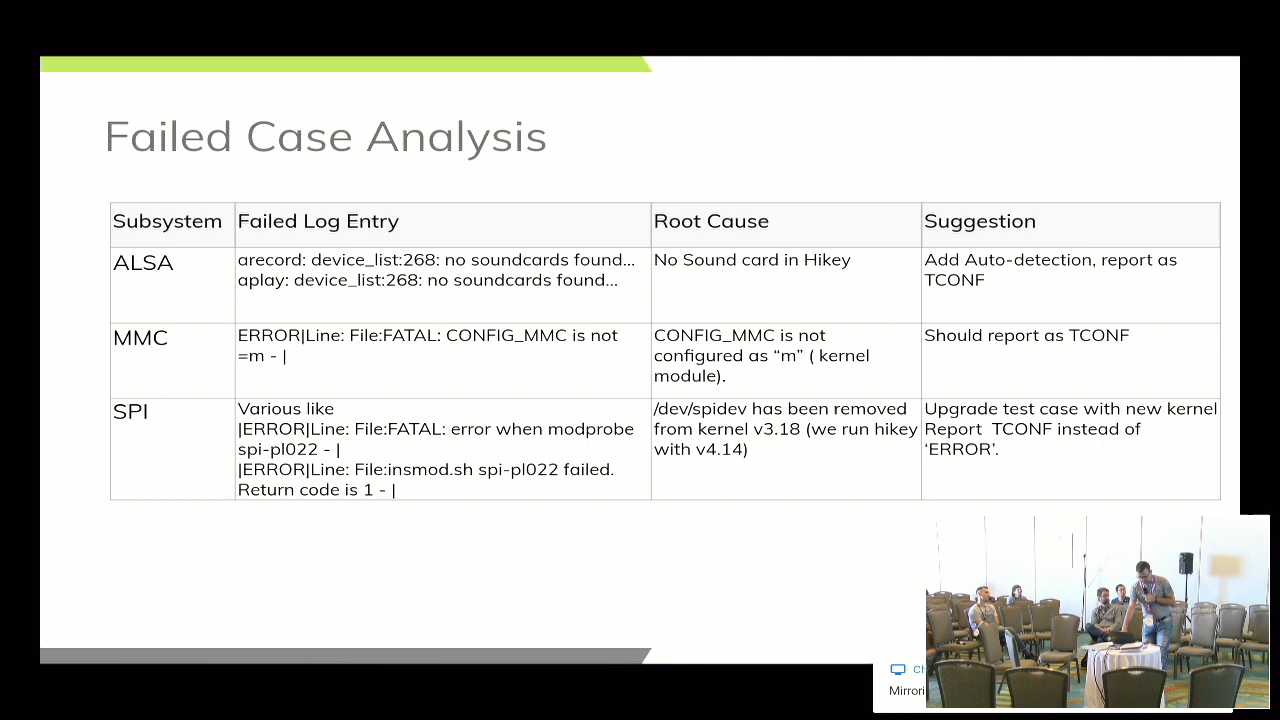 Failed Case Analysis
Subsystem
Failed Log Entry
Root Cause
Suggestion
ALSA
arecord: device_list:268: no soundcards found...
aplay: device_list:268: no soundcards found...
No Sound card in Hikey
Add Auto-detection, report as
TCONF
MMC
ERROR|Line: File:FATAL: CONFIG_MMC is not
=m - |
CONFIG_MMC is not
configured as “m” ( kernel
module).
Should report as TCONF
SPI
Various like
|ERROR|Line: File:FATAL: error when modprobe
spi-pl022 - |
|ERROR|Line: File:insmod.sh spi-pl022 failed.
Return code is 1 - |
/dev/spidev has been removed
from kernel v3.18 (we run hikey
with v4.14)
Upgrade test case with new kernel
Report  TCONF instead of
‘ERROR’.